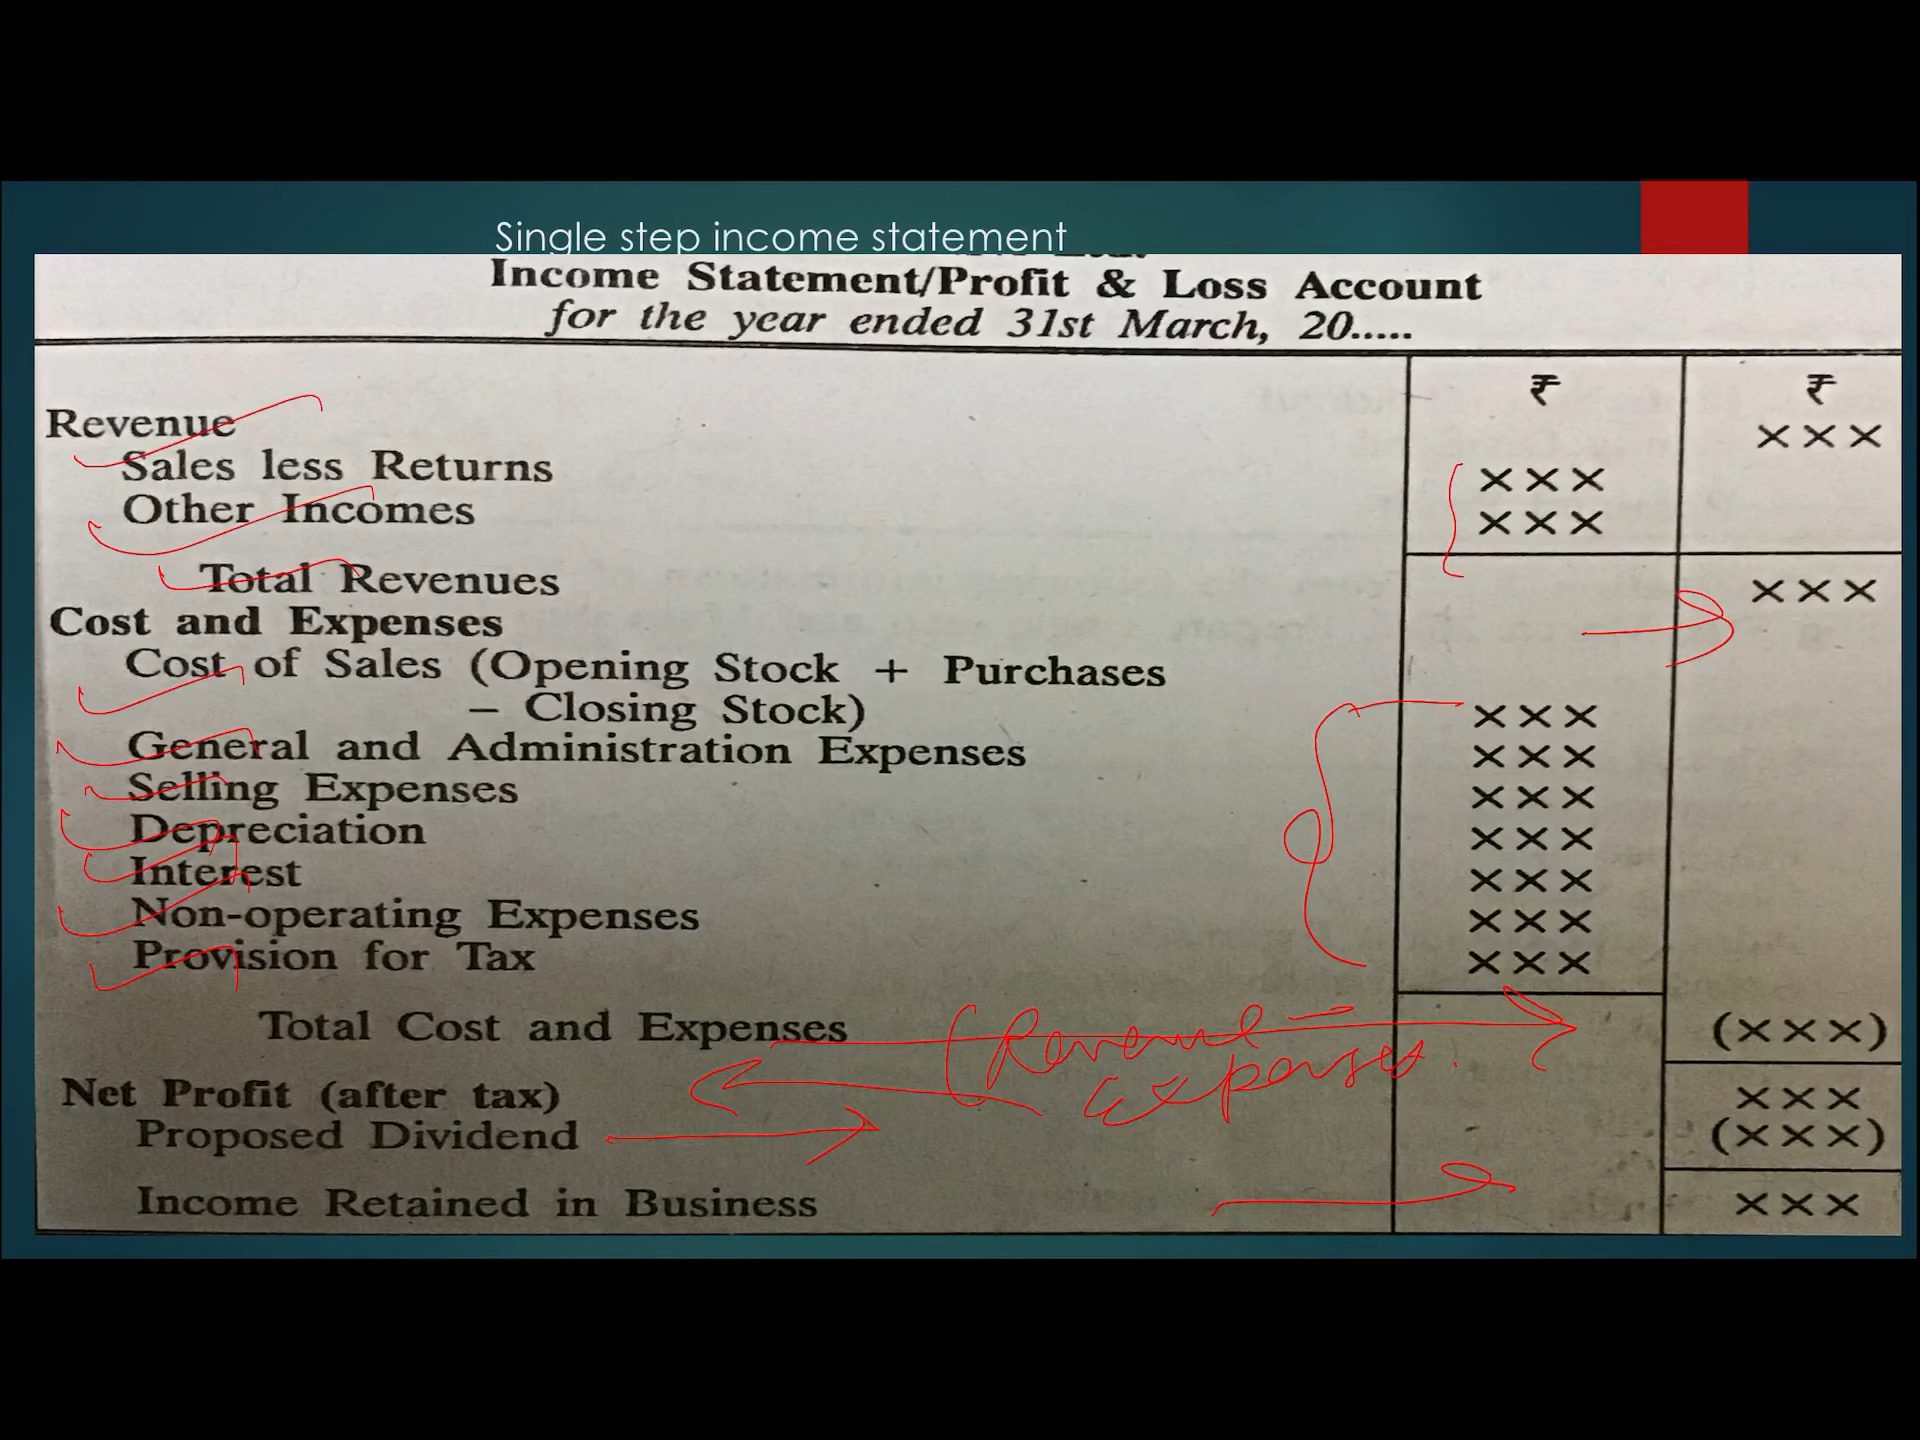 Single step income statement
Income Statement/Profit & Loss Account
for the year ended 31st March, 20.....
₹ ₹
Revenue ×××
Sales less Returns ×××
Other Incomes ×××
Total Revenues ×××
Cost and Expenses
Cost of Sales (Opening Stock + Purchases
– Closing Stock) ×××
General and Administration Expenses ×××
Selling Expenses ×××
Depreciation ×××
Interest ×××
Non-operating Expenses ×××
Provision for Tax ×××
Total Cost and Expenses (×××)
(Revenue –
Expenses.
Net Profit (after tax) ×××
Proposed Dividend (×××)
Income Retained in Business ×××